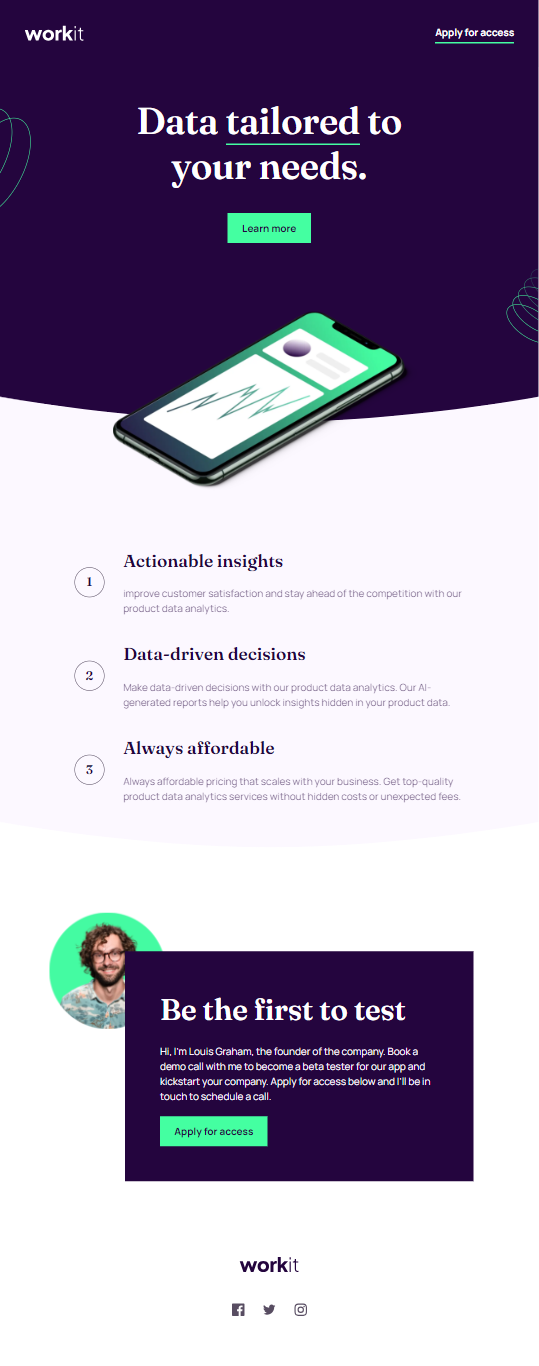 workit
Apply for access
Data tailored to
your needs.
Learn more
Actionable insights
1
improve customer satisfaction and stay ahead of the competition with our
product data analytics.
Data-driven decisions
2
Make data-driven decisions with our product data analytics. Our AI-
generated reports help you unlock insights hidden in your product data.
Always affordable
3
Always affordable pricing that scales with your business. Get top-quality
product data analytics services without hidden costs or unexpected fees.
Be the first to test
Hi, I'm Louis Graham, the founder of the company. Book a
demo call with me to become a beta tester for our app and
kickstart your company. Apply for access below and I'll be in
touch to schedule a call.
Apply for access
workit